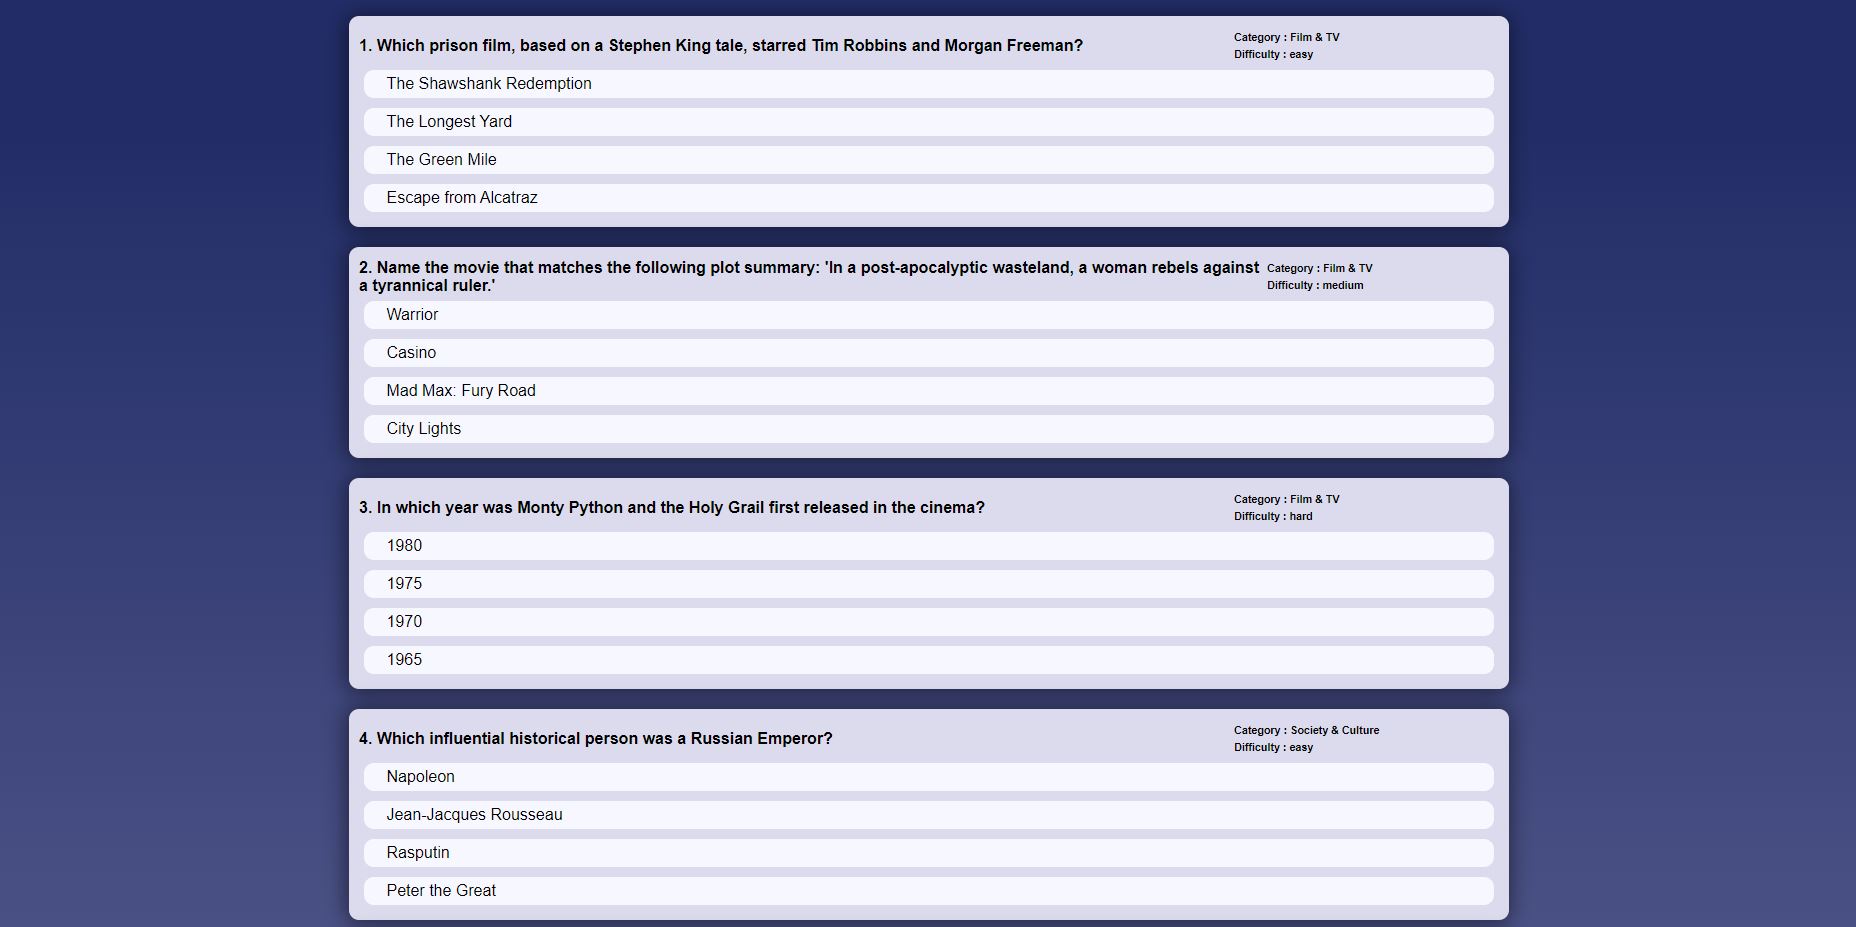 1. Which prison film, based on a Stephen King tale, starred Tim Robbins and Morgan Freeman?
Category : Film & TV
Difficulty : easy
The Shawshank Redemption
The Longest Yard
The Green Mile
Escape from Alcatraz
2. Name the movie that matches the following plot summary: 'In a post-apocalyptic wasteland, a woman rebels against
a tyrannical ruler.'
Category : Film & TV
Difficulty : medium
Warrior
Casino
Mad Max: Fury Road
City Lights
3. In which year was Monty Python and the Holy Grail first released in the cinema?
Category : Film & TV
Difficulty : hard
1980
1975
1970
1965
4. Which influential historical person was a Russian Emperor?
Category : Society & Culture
Difficulty : easy
Napoleon
Jean-Jacques Rousseau
Rasputin
Peter the Great